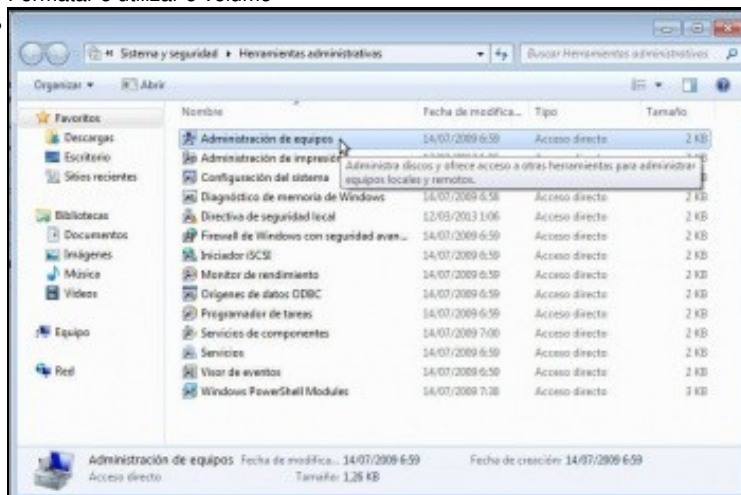 Formatar e utilizar o volume
Sistema y seguridad ▸ Herramientas administrativas
Buscar Herramientas administrativas
Organizar ▾ Abrir
Favoritos
Descargas
Escritorio
Sitios recientes
Bibliotecas
Documentos
Imágenes
Música
Vídeos
Equipo
Red
Nombre Fecha de modifica... Tipo Tamaño
Administración de equipos 14/07/2009 6:59 Acceso directo 2 KB
Administración de impresió
Administra discos y ofrece acceso a otras herramientas para administrar
equipos locales y remotos.
Configuración del sistema
Diagnóstico de memoria de Windows 14/07/2009 6:58 Acceso directo 2 KB
Directiva de seguridad local 12/03/2013 1:06 Acceso directo 2 KB
Firewall de Windows con seguridad avan... 14/07/2009 6:59 Acceso directo 2 KB
Iniciador iSCSI 14/07/2009 6:59 Acceso directo 2 KB
Monitor de rendimiento 14/07/2009 6:59 Acceso directo 2 KB
Orígenes de datos ODBC 14/07/2009 6:59 Acceso directo 2 KB
Programador de tareas 14/07/2009 6:59 Acceso directo 2 KB
Servicios de componentes 14/07/2009 7:00 Acceso directo 2 KB
Servicios 14/07/2009 6:59 Acceso directo 2 KB
Visor de eventos 14/07/2009 6:59 Acceso directo 2 KB
Windows PowerShell Modules 14/07/2009 7:38 Acceso directo 3 KB
Administración de equipos Fecha de modifica... 14/07/2009 6:59 Fecha de creación: 14/07/2009 6:59
Acceso directo Tamaño: 1,26 KB